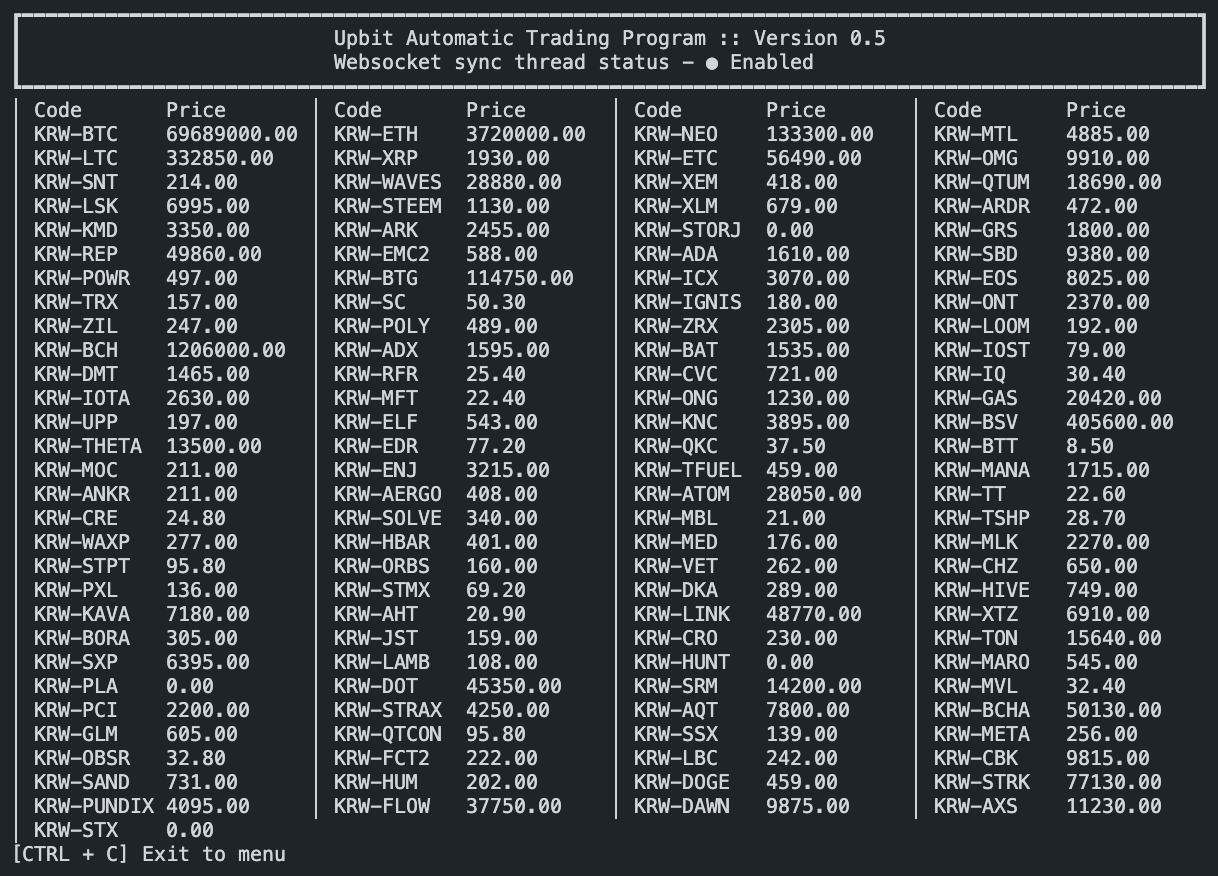 Upbit Automatic Trading Program :: Version 0.5
Websocket sync thread status - ● Enabled
Code Price Code Price Code Price Code Price
KRW-BTC 69689000.00 KRW-ETH 3720000.00 KRW-NEO 133300.00 KRW-MTL 4885.00
KRW-LTC 332850.00 KRW-XRP 1930.00 KRW-ETC 56490.00 KRW-OMG 9910.00
KRW-SNT 214.00 KRW-WAVES 28880.00 KRW-XEM 418.00 KRW-QTUM 18690.00
KRW-LSK 6995.00 KRW-STEEM 1130.00 KRW-XLM 679.00 KRW-ARDR 472.00
KRW-KMD 3350.00 KRW-ARK 2455.00 KRW-STORJ 0.00 KRW-GRS 1800.00
KRW-REP 49860.00 KRW-EMC2 588.00 KRW-ADA 1610.00 KRW-SBD 9380.00
KRW-POWR 497.00 KRW-BTG 114750.00 KRW-ICX 3070.00 KRW-EOS 8025.00
KRW-TRX 157.00 KRW-SC 50.30 KRW-IGNIS 180.00 KRW-ONT 2370.00
KRW-ZIL 247.00 KRW-POLY 489.00 KRW-ZRX 2305.00 KRW-LOOM 192.00
KRW-BCH 1206000.00 KRW-ADX 1595.00 KRW-BAT 1535.00 KRW-IOST 79.00
KRW-DMT 1465.00 KRW-RFR 25.40 KRW-CVC 721.00 KRW-IQ 30.40
KRW-IOTA 2630.00 KRW-MFT 22.40 KRW-ONG 1230.00 KRW-GAS 20420.00
KRW-UPP 197.00 KRW-ELF 543.00 KRW-KNC 3895.00 KRW-BSV 405600.00
KRW-THETA 13500.00 KRW-EDR 77.20 KRW-QKC 37.50 KRW-BTT 8.50
KRW-MOC 211.00 KRW-ENJ 3215.00 KRW-TFUEL 459.00 KRW-MANA 1715.00
KRW-ANKR 211.00 KRW-AERGO 408.00 KRW-ATOM 28050.00 KRW-TT 22.60
KRW-CRE 24.80 KRW-SOLVE 340.00 KRW-MBL 21.00 KRW-TSHP 28.70
KRW-WAXP 277.00 KRW-HBAR 401.00 KRW-MED 176.00 KRW-MLK 2270.00
KRW-STPT 95.80 KRW-ORBS 160.00 KRW-VET 262.00 KRW-CHZ 650.00
KRW-PXL 136.00 KRW-STMX 69.20 KRW-DKA 289.00 KRW-HIVE 749.00
KRW-KAVA 7180.00 KRW-AHT 20.90 KRW-LINK 48770.00 KRW-XTZ 6910.00
KRW-BORA 305.00 KRW-JST 159.00 KRW-CRO 230.00 KRW-TON 15640.00
KRW-SXP 6395.00 KRW-LAMB 108.00 KRW-HUNT 0.00 KRW-MARO 545.00
KRW-PLA 0.00 KRW-DOT 45350.00 KRW-SRM 14200.00 KRW-MVL 32.40
KRW-PCI 2200.00 KRW-STRAX 4250.00 KRW-AQT 7800.00 KRW-BCHA 50130.00
KRW-GLM 605.00 KRW-QTCON 95.80 KRW-SSX 139.00 KRW-META 256.00
KRW-OBSR 32.80 KRW-FCT2 222.00 KRW-LBC 242.00 KRW-CBK 9815.00
KRW-SAND 731.00 KRW-HUM 202.00 KRW-DOGE 459.00 KRW-STRK 77130.00
KRW-PUNDIX 4095.00 KRW-FLOW 37750.00 KRW-DAWN 9875.00 KRW-AXS 11230.00
KRW-STX 0.00
[CTRL + C] Exit to menu